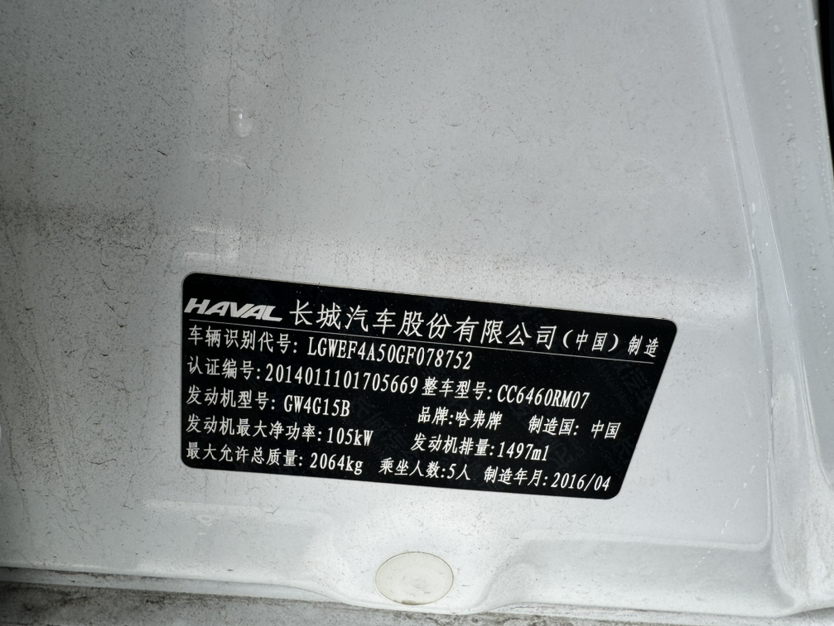 HAVAL 长城汽车股份有限公司(中国)制造
车辆识别代号: LGWEF4A50GF078752
认证编号:2014011101705669 整车型号:CC6460RM07
发动机型号: GW4G15B 品牌:哈弗牌 制造国: 中国
发动机最大净功率:105kW 发动机排量:1497ml
最大允许总质量: 2064kg 乘坐人数:5人 制造年月:2016/04